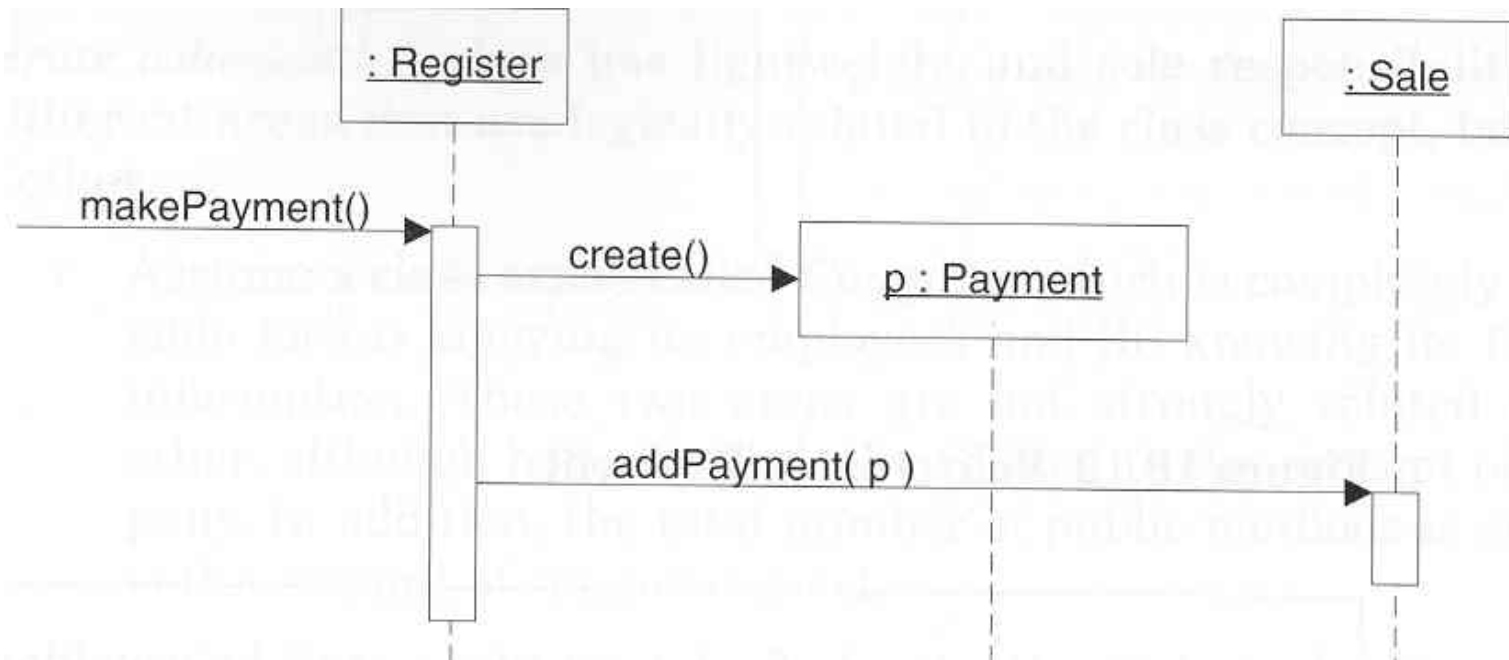 : Register
: Sale
makePayment()
create()
p : Payment
addPayment( p )